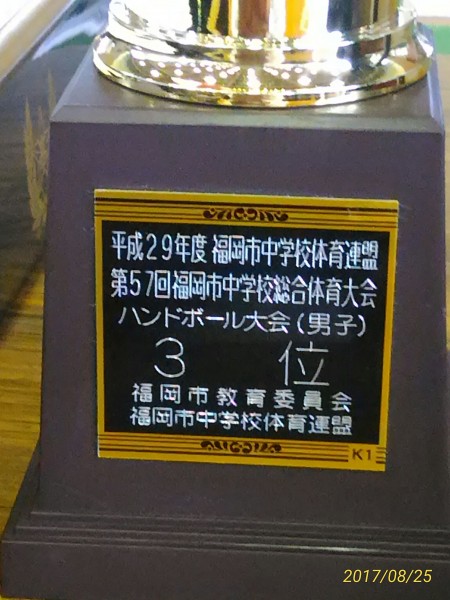 平成29年度 福岡市中学校体育連盟
第57回福岡市中学校総合体育大会
ハンドボール大会(男子)
3 位
福岡市教育委員会
福岡市中学校体育連盟
K1
2017/08/25